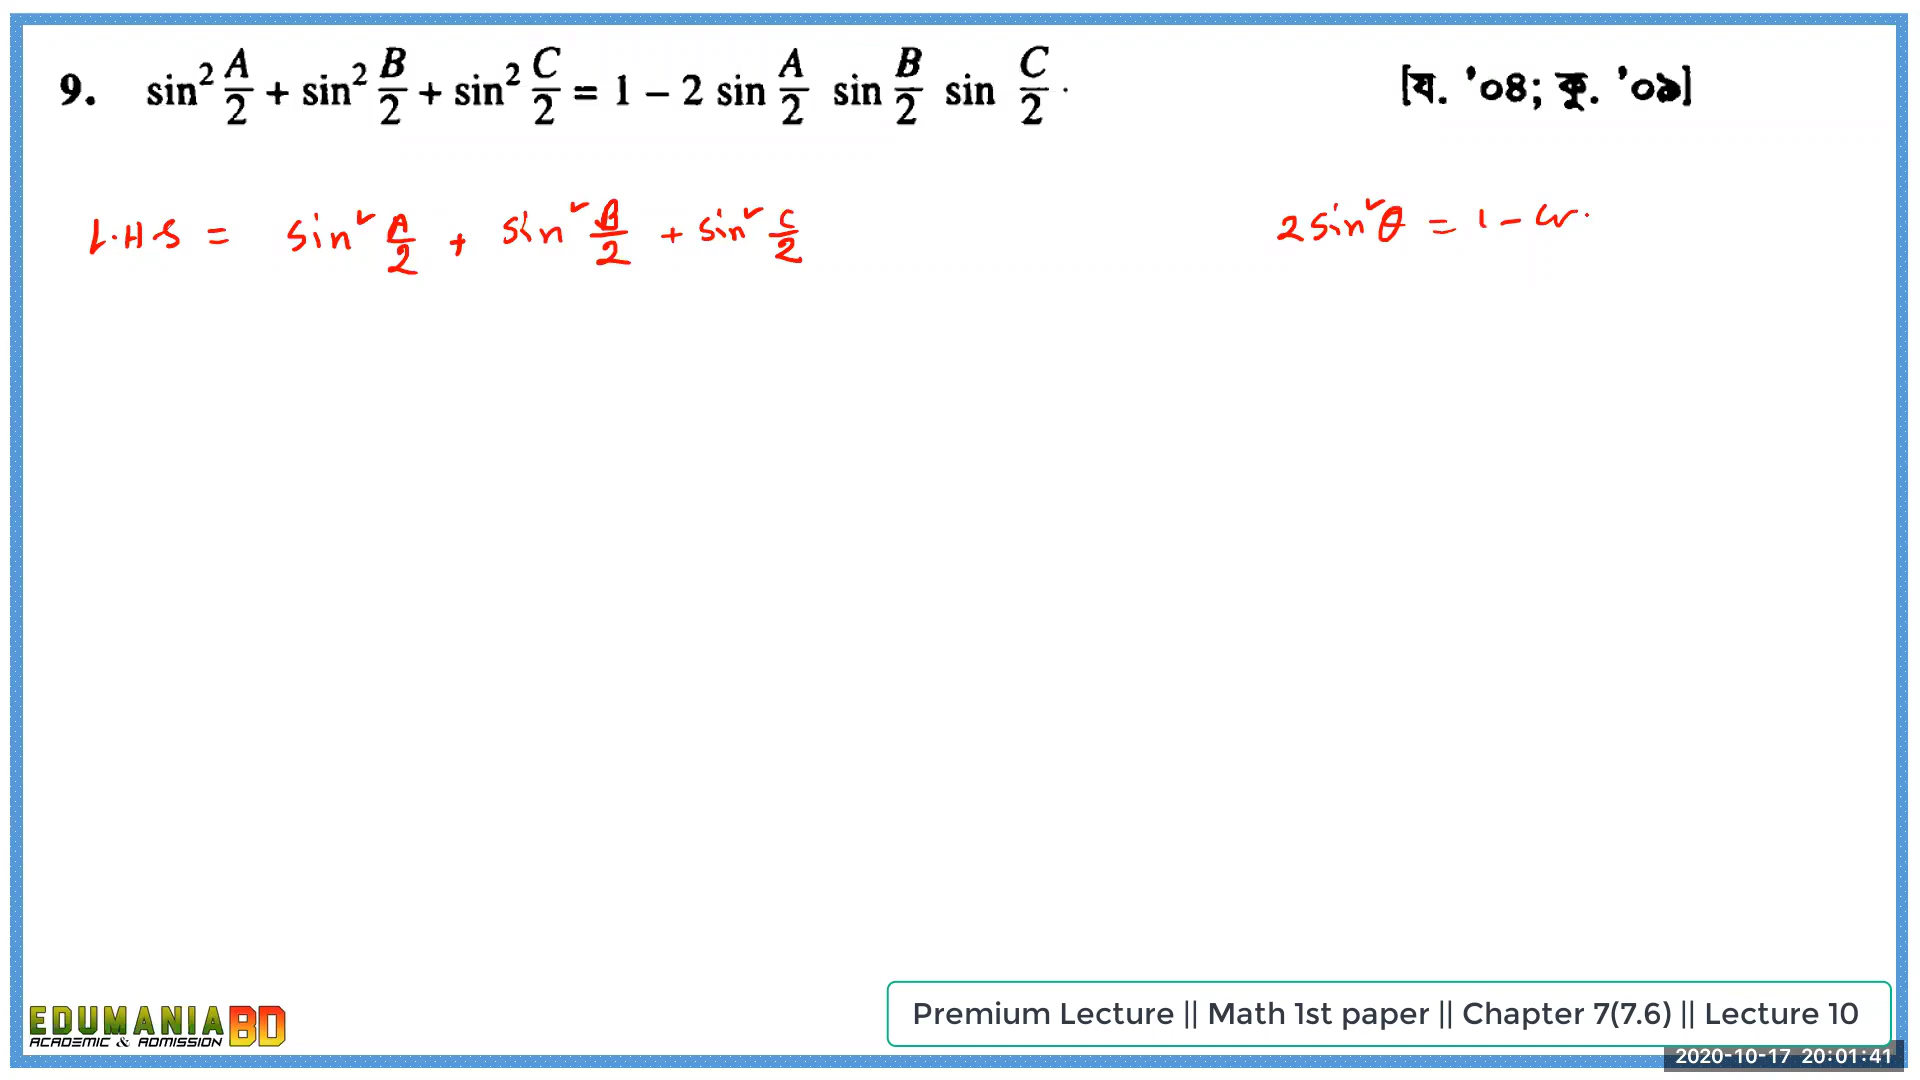 9. sin² A/2 + sin² B/2 + sin² C/2 = 1 – 2 sin A/2 sin B/2 sin C/2 . [য. '০৪; কু. '০৯]
L.H.S = sin² A/2 + sin² B/2 + sin² C/2
2 sin² θ = 1 –
EDUMANIA BD
ACADEMIC & ADMISSION
Premium Lecture || Math 1st paper || Chapter 7(7.6) || Lecture 10
2020-10-17 20:01:41